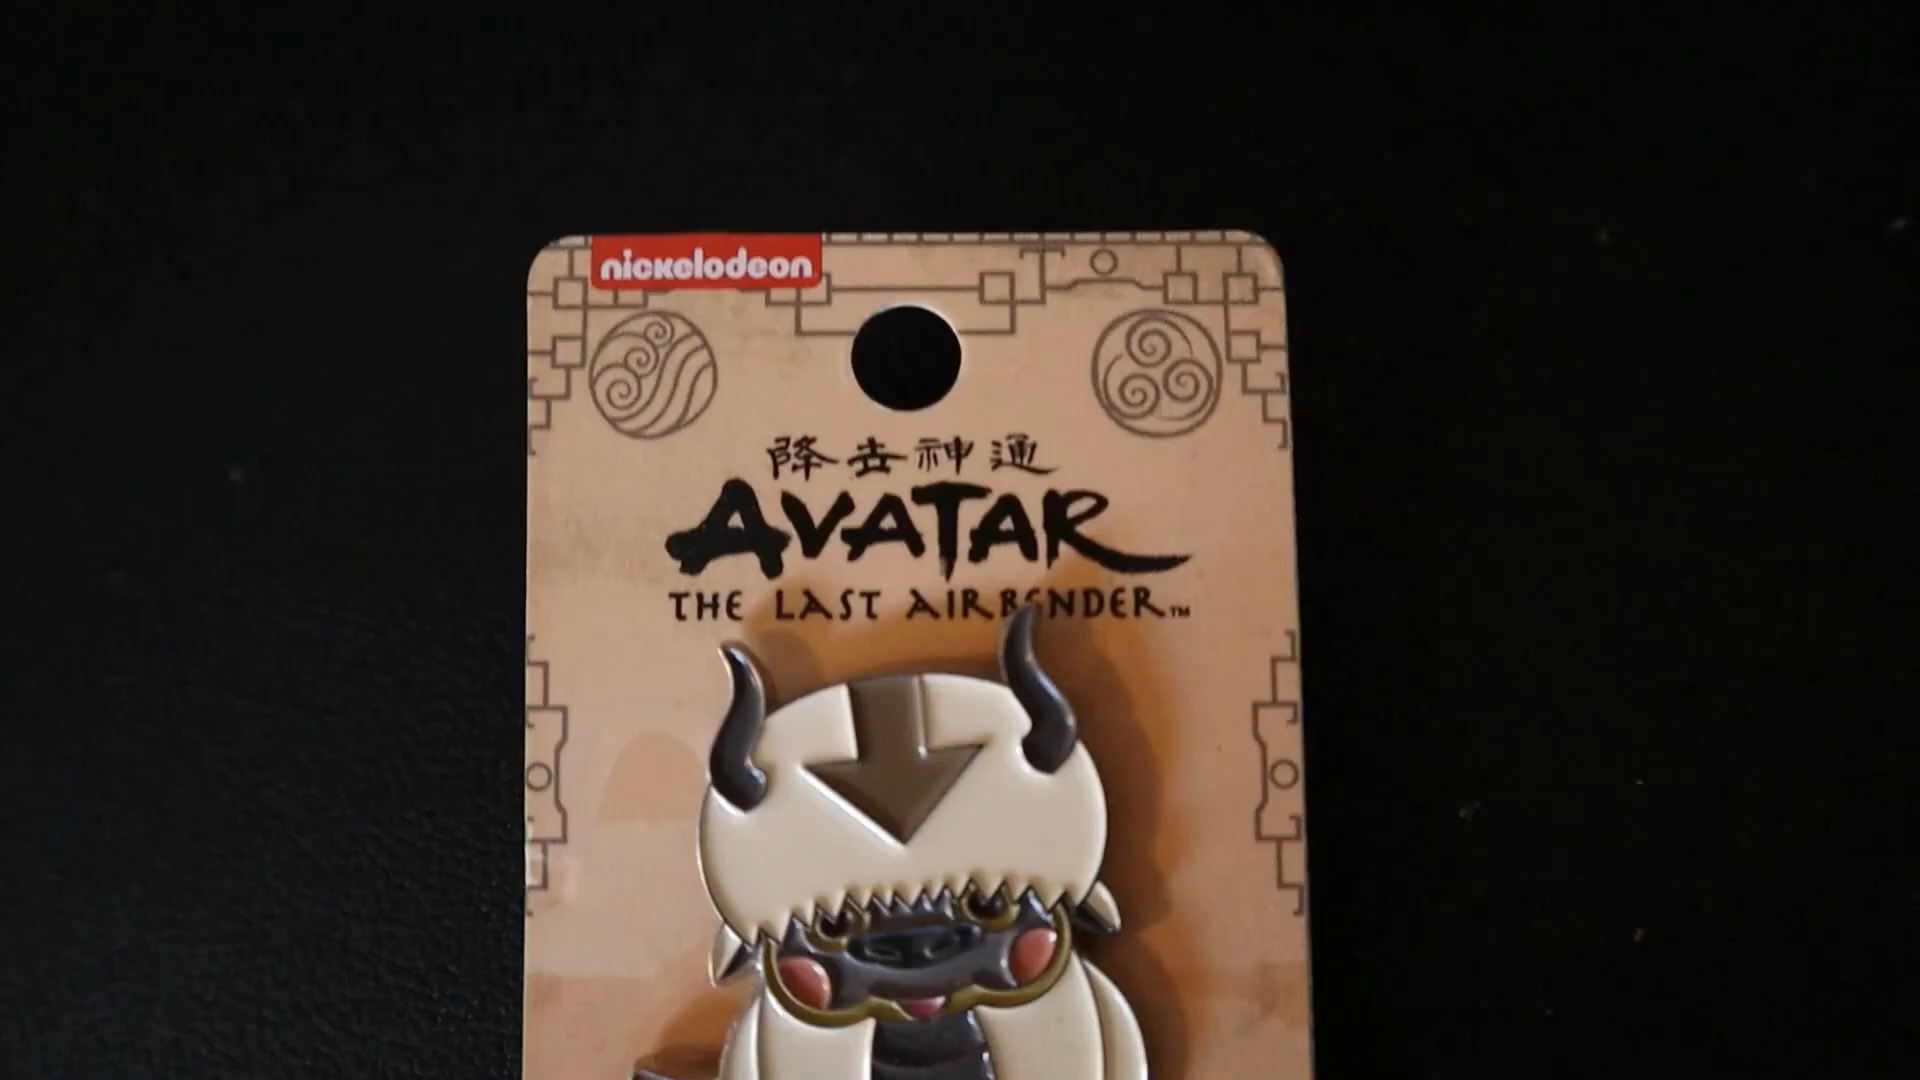 nickelodeon
降去神通
AVATAR
THE LAST AIRBENDER™